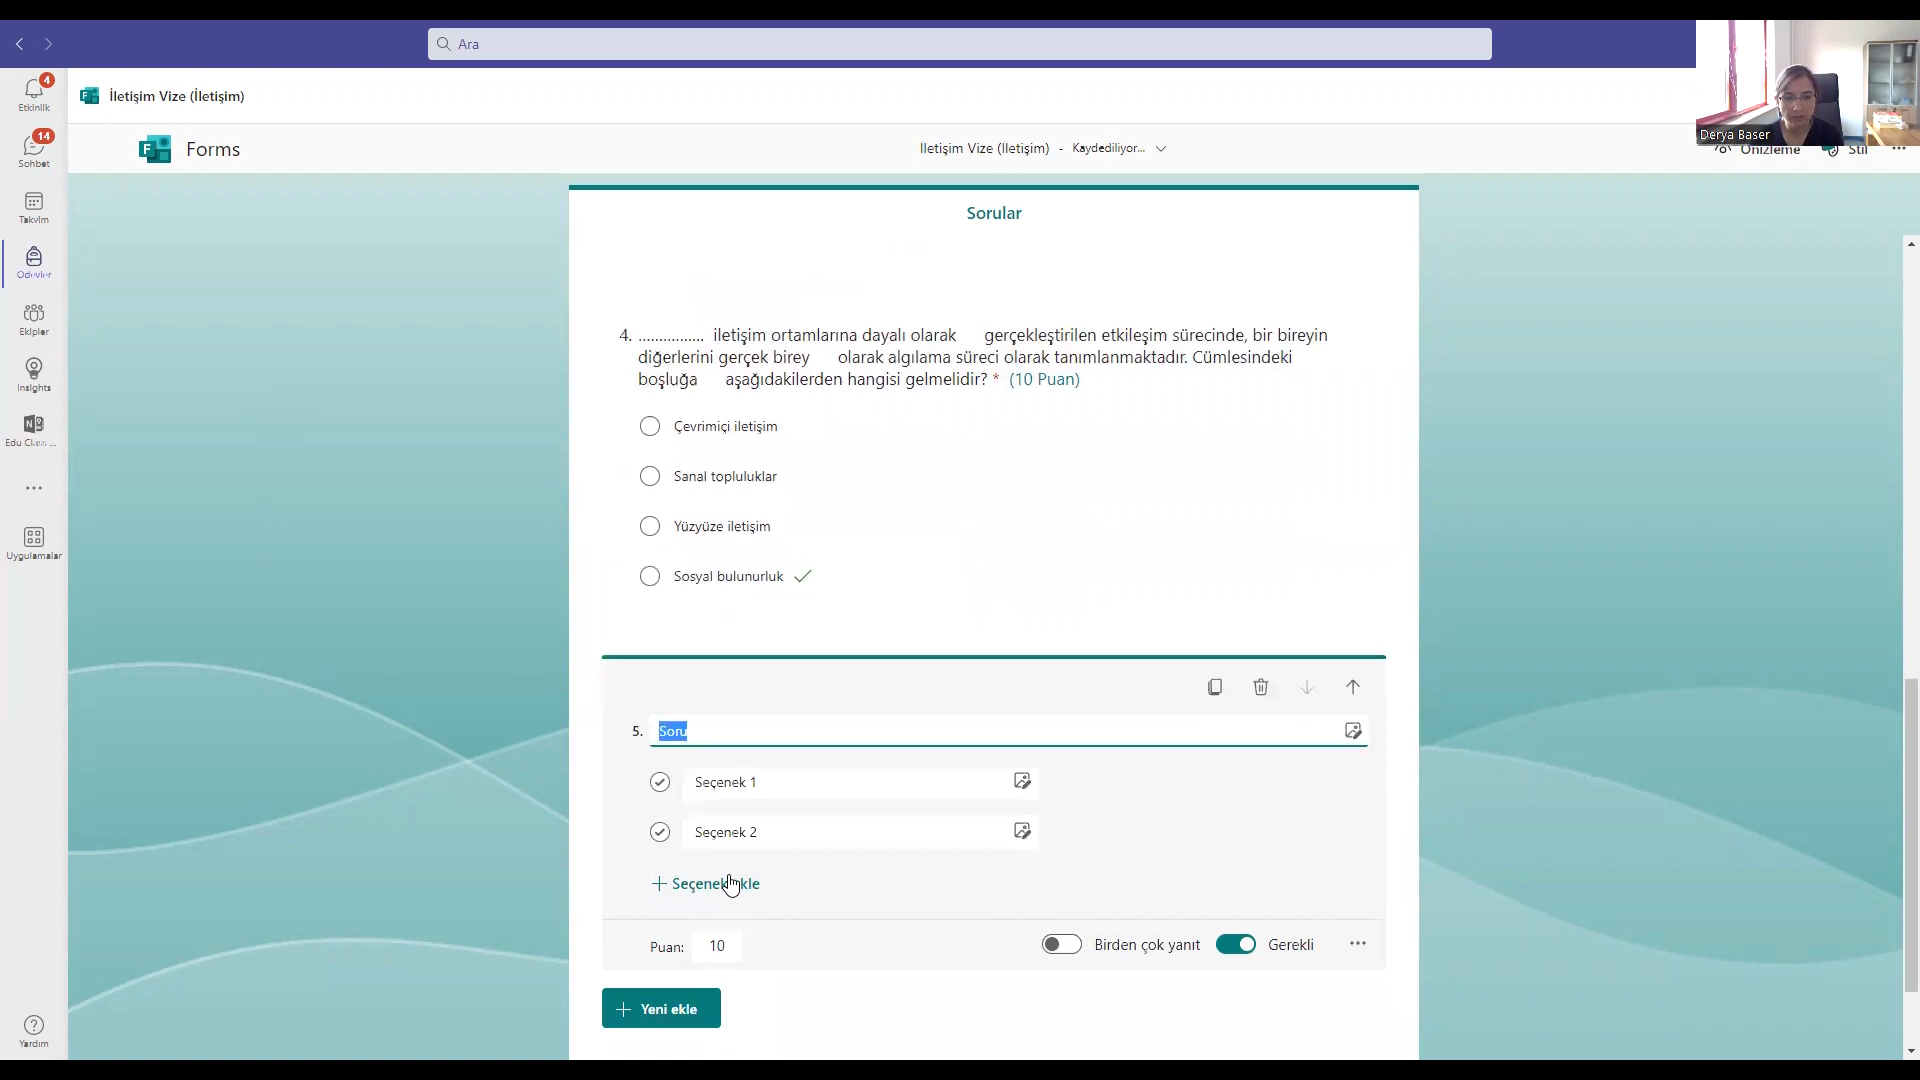 Ara
Derya Baser
4
Etkinlik
14
Sohbet
Takvim
Ödevler
Ekipler
Insights
Edu Class ...
Uygulamalar
Yardım
İletişim Vize (İletişim)
Forms
İletişim Vize (İletişim) - Kaydediliyor...
Önizleme
Stil
Sorular
4. ................ iletişim ortamlarına dayalı olarak gerçekleştirilen etkileşim sürecinde, bir bireyin
diğerlerini gerçek birey olarak algılama süreci olarak tanımlanmaktadır. Cümlesindeki
boşluğa aşağıdakilerden hangisi gelmelidir? * (10 Puan)
Çevrimiçi iletişim
Sanal topluluklar
Yüzyüze iletişim
Sosyal bulunurluk
5. Soru
Seçenek 1
Seçenek 2
Seçenek ekle
Puan: 10
Birden çok yanıt
Gerekli
Yeni ekle